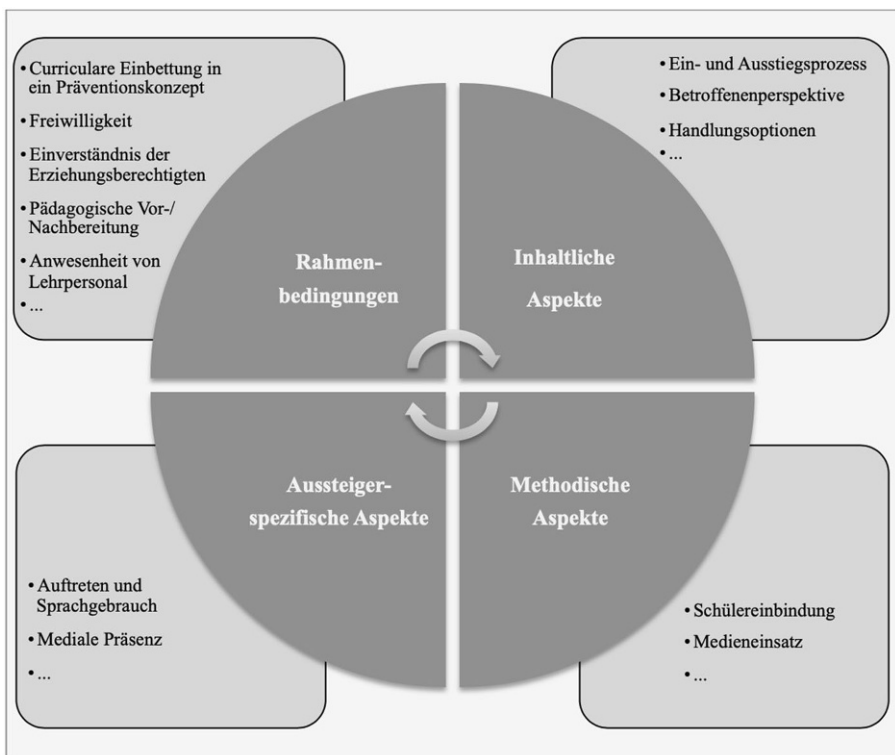 • Curriculare Einbettung in
ein Präventionskonzept
• Freiwilligkeit
• Einverständnis der
Erziehungsberechtigten
• Pädagogische Vor-/
Nachbereitung
• Anwesenheit von
Lehrpersonal
• ...
• Ein- und Ausstiegsprozess
• Betroffenenperspektive
• Handlungsoptionen
• ...
Rahmen-
bedingungen
Inhaltliche
Aspekte
Aussteiger-
spezifische Aspekte
Methodische
Aspekte
• Auftreten und
Sprachgebrauch
• Mediale Präsenz
• ...
• Schülereinbindung
• Medieneinsatz
• ...